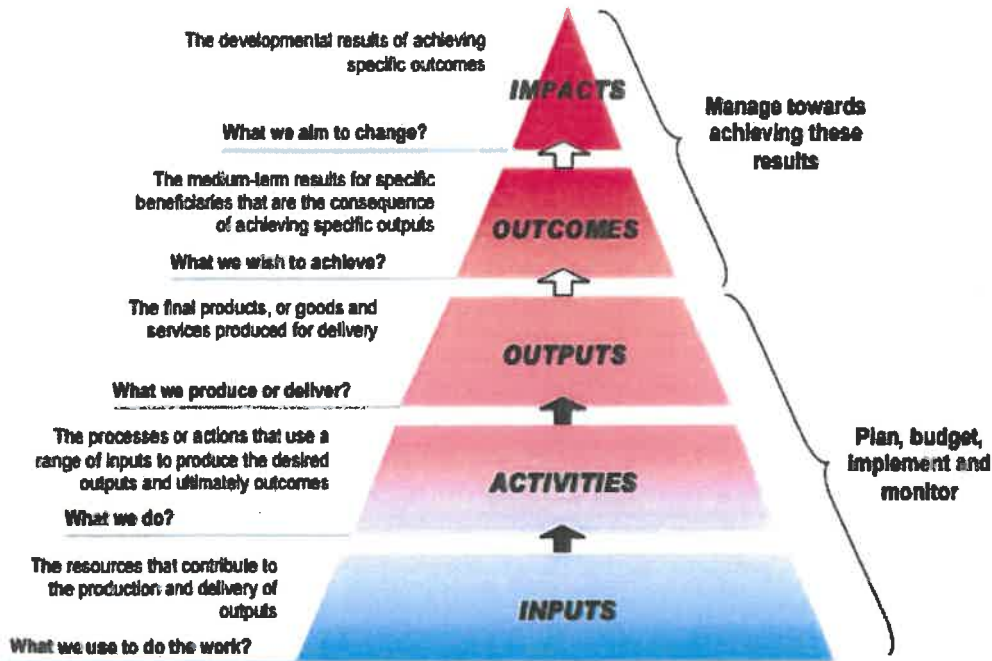 The developmental results of achieving
specific outcomes
IMPACTS
What we aim to change?
Manage towards
achieving these
results
The medium-term results for specific
beneficiaries that are the consequence
of achieving specific outputs
OUTCOMES
What we wish to achieve?
The final products, or goods and
services produced for delivery
OUTPUTS
What we produce or deliver?
The processes or actions that use a
range of inputs to produce the desired
outputs and ultimately outcomes
ACTIVITIES
What we do?
Plan, budget,
implement and
monitor
The resources that contribute to
the production and delivery of
outputs
INPUTS
What we use to do the work?